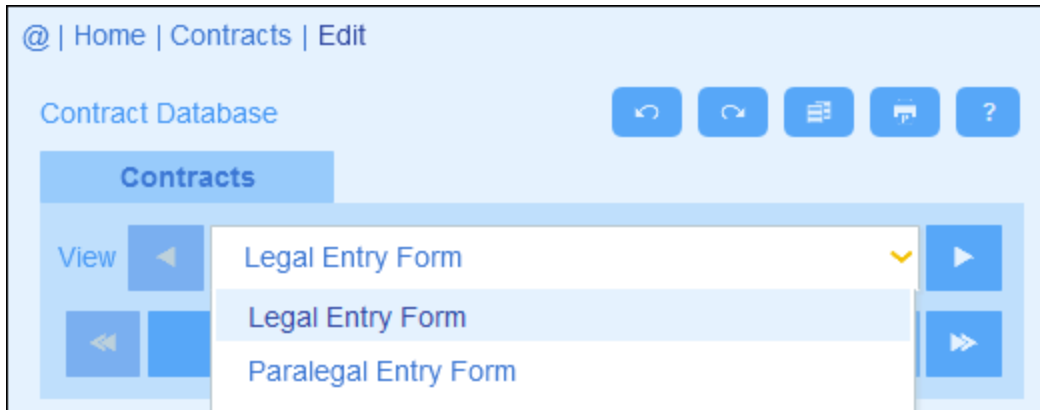 @ | Home | Contracts | Edit
Contract Database
?
Contracts
View
Legal Entry Form
Legal Entry Form
Paralegal Entry Form